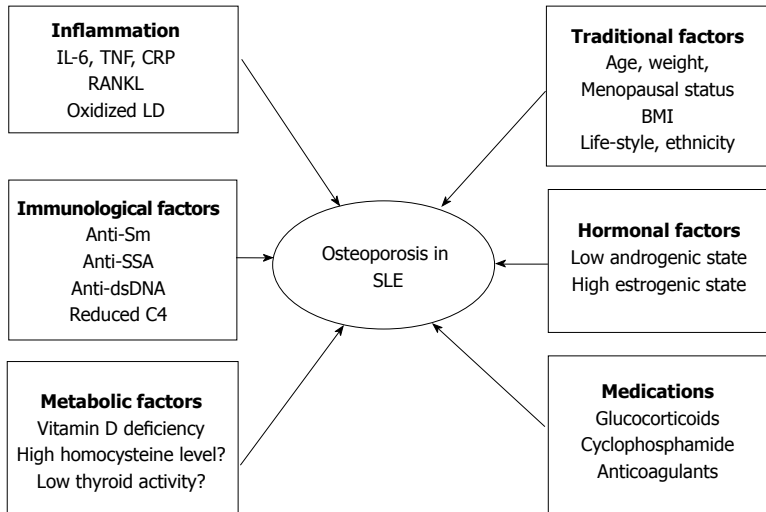 Inflammation
IL-6, TNF, CRP
RANKL
Oxidized LD
Traditional factors
Age, weight,
Menopausal status
BMI
Life-style, ethnicity
Immunological factors
Anti-Sm
Anti-SSA
Anti-dsDNA
Reduced C4
Osteoporosis in
SLE
Hormonal factors
Low androgenic state
High estrogenic state
Metabolic factors
Vitamin D deficiency
High homocysteine level?
Low thyroid activity?
Medications
Glucocorticoids
Cyclophosphamide
Anticoagulants